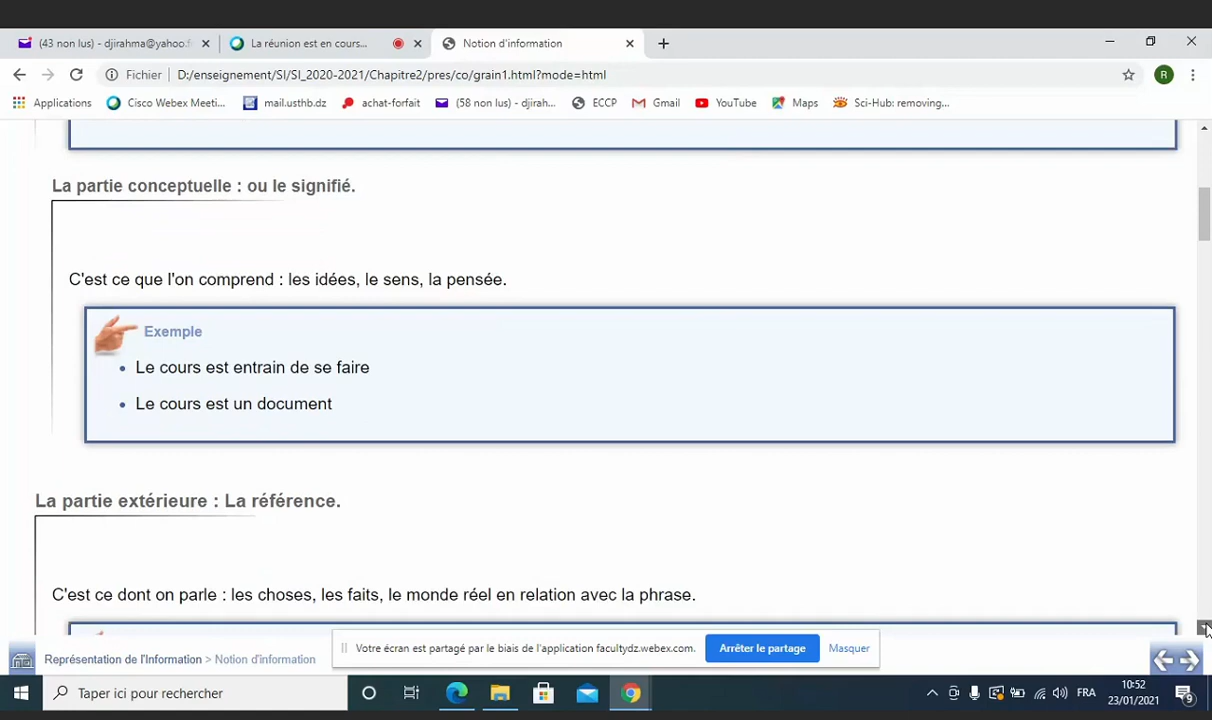 (43 non lus) - djirahma@yahoo.f
La réunion est en cours...
Notion d'information
Fichier
D:/enseignement/SI/SI_2020-2021/Chapitre2/pres/co/grain1.html?mode=html
R
Applications
Cisco Webex Meeti...
mail.usthb.dz
achat-forfait
(58 non lus) - djirah...
ECCP
Gmail
YouTube
Maps
Sci-Hub: removing...
La partie conceptuelle : ou le signifié.
C'est ce que l'on comprend : les idées, le sens, la pensée.
Exemple
Le cours est entrain de se faire
Le cours est un document
La partie extérieure : La référence.
C'est ce dont on parle : les choses, les faits, le monde réel en relation avec la phrase.
Votre écran est partagé par le biais de l'application facultydz.webex.com.
Arrêter le partage
Masquer
Représentation de l'Information > Notion d'information
Taper ici pour rechercher
FRA
10:52
23/01/2021
9